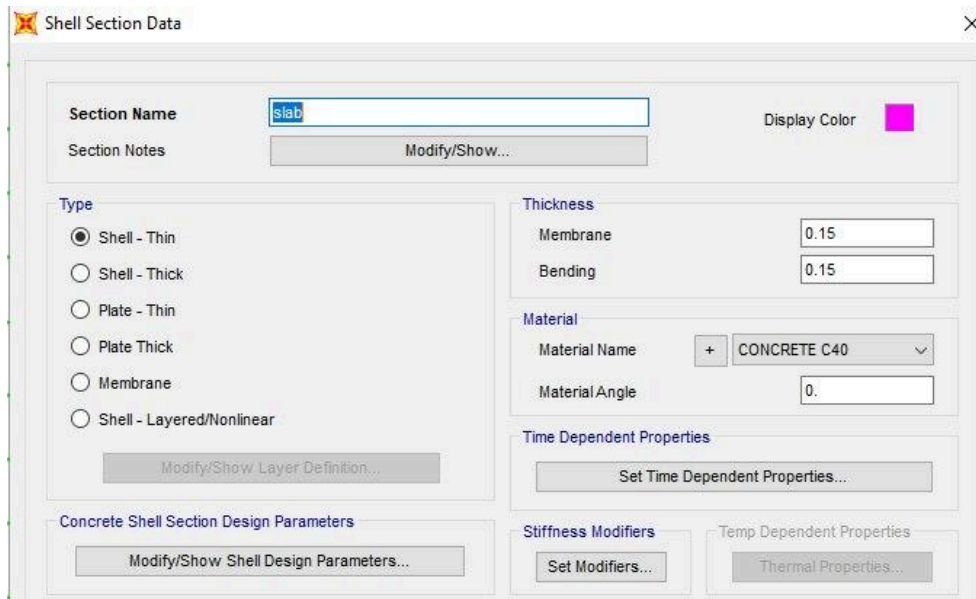 Shell Section Data
Section Name slab Display Color
Section Notes Modify/Show...
Type
Shell - Thin
Shell - Thick
Plate - Thin
Plate Thick
Membrane
Shell - Layered/Nonlinear
Modify/Show Layer Definition...
Concrete Shell Section Design Parameters
Modify/Show Shell Design Parameters...
Thickness
Membrane 0.15
Bending 0.15
Material
Material Name + CONCRETE C40
Material Angle 0.
Time Dependent Properties
Set Time Dependent Properties...
Stiffness Modifiers
Set Modifiers...
Temp Dependent Properties
Thermal Properties...